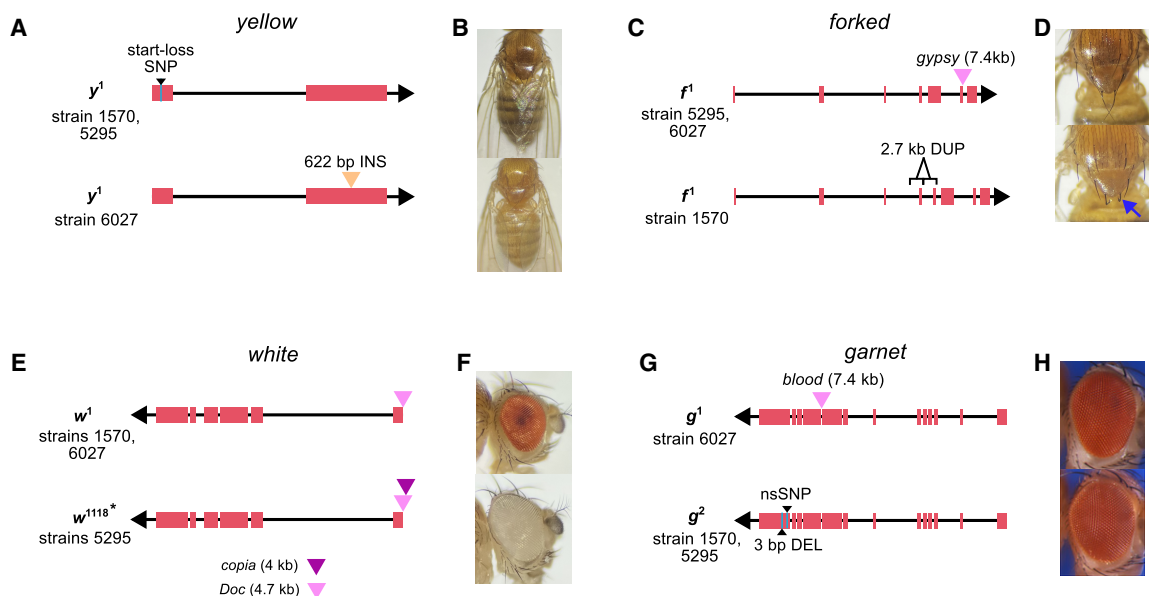 A
yellow
start-loss
SNP
y1
strain 1570,
5295
622 bp INS
y1
strain 6027
B
C
forked
gypsy (7.4kb)
f1
strain 5295,
6027
2.7 kb DUP
f1
strain 1570
D
E
white
w1
strains 1570,
6027
w1118*
strains 5295
copia (4 kb)
Doc (4.7 kb)
F
G
garnet
blood (7.4 kb)
g1
strain 6027
nsSNP
g2
strain 1570,
5295
3 bp DEL
H